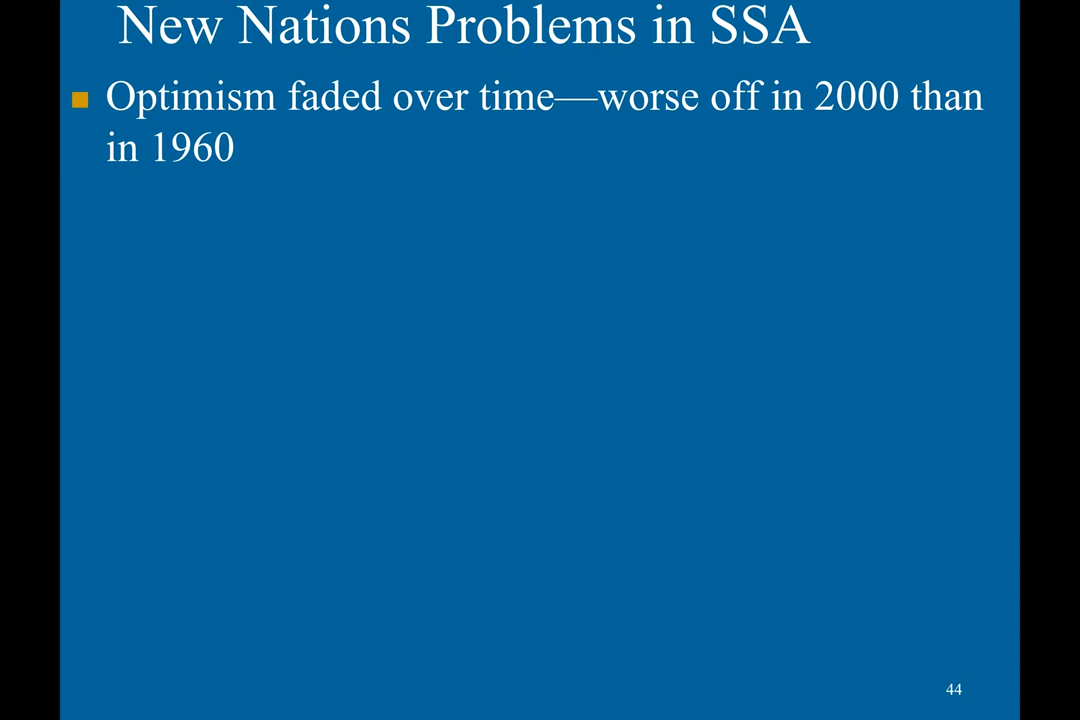 New Nations Problems in SSA
Optimism faded over time—worse off in 2000 than
in 1960
44